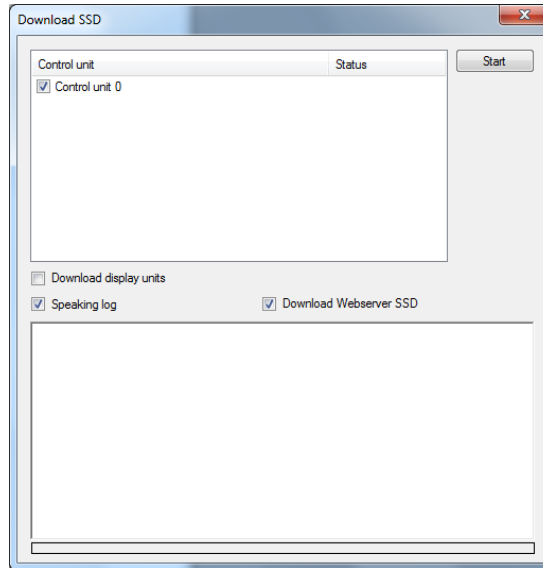 Download SSD
Control unit Status Start
Control unit 0
Download display units
Speaking log Download Webserver SSD